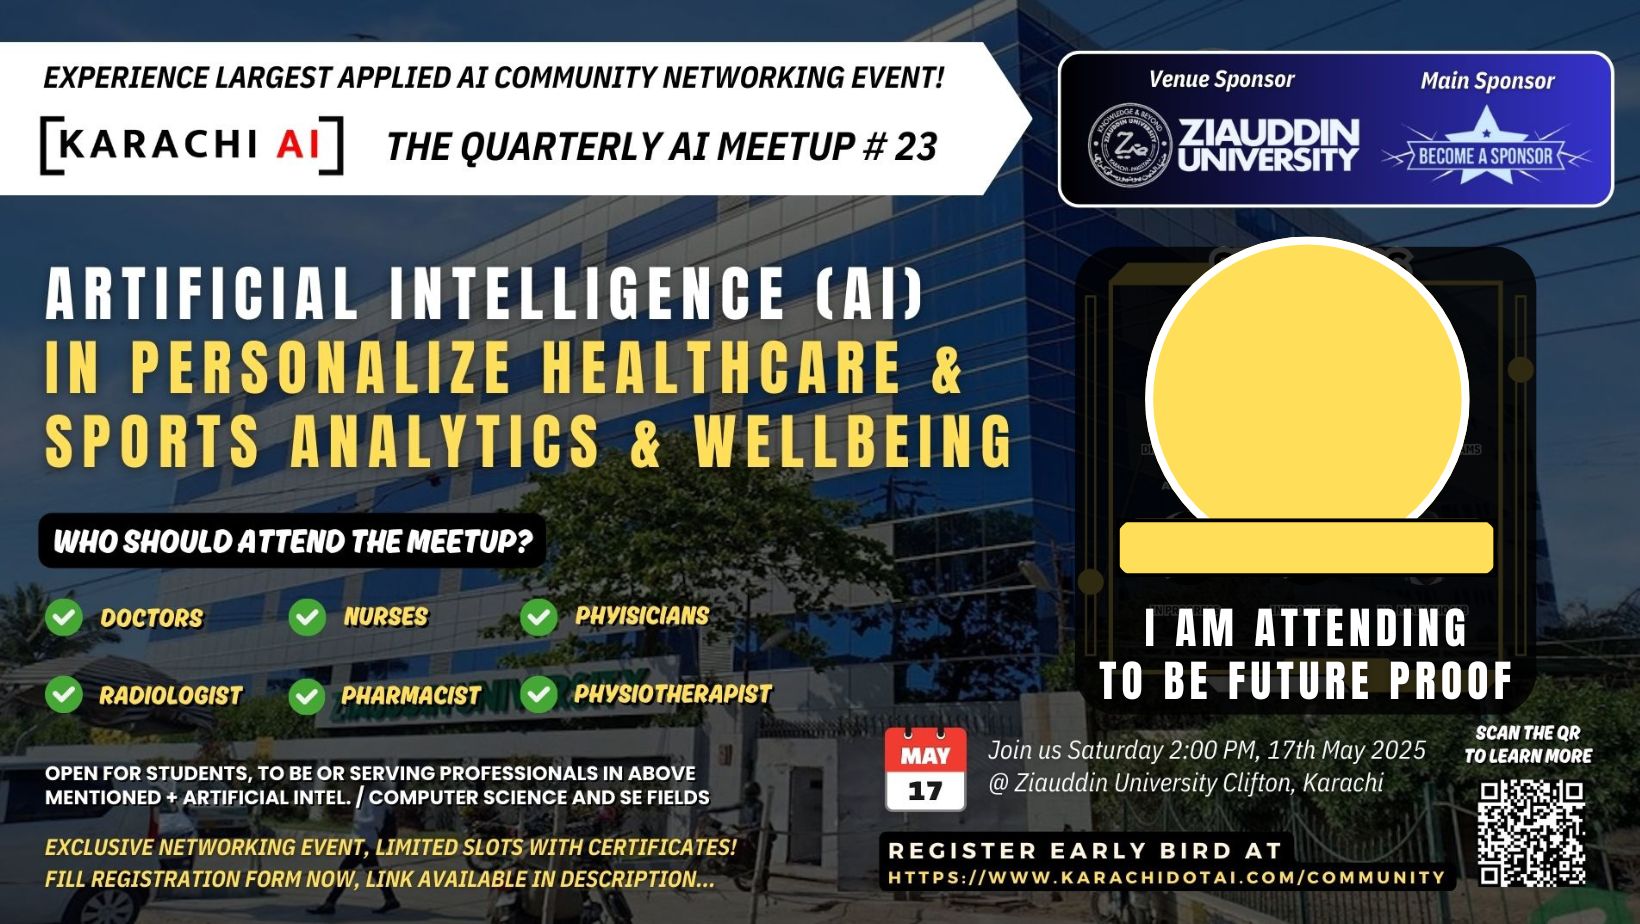 EXPERIENCE LARGEST APPLIED AI COMMUNITY NETWORKING EVENT!
[KARACHI AI]
THE QUARTERLY AI MEETUP # 23
Venue Sponsor
Main Sponsor
ZIAUDDIN
UNIVERSITY
BECOME A SPONSOR
ARTIFICIAL INTELLIGENCE (AI)
IN PERSONALIZE HEALTHCARE &
SPORTS ANALYTICS & WELLBEING
WHO SHOULD ATTEND THE MEETUP?
DOCTORS
NURSES
PHYISICIANS
RADIOLOGIST
PHARMACIST
PHYSIOTHERAPIST
OPEN FOR STUDENTS, TO BE OR SERVING PROFESSIONALS IN ABOVE
MENTIONED + ARTIFICIAL INTEL. / COMPUTER SCIENCE AND SE FIELDS
EXCLUSIVE NETWORKING EVENT, LIMITED SLOTS WITH CERTIFICATES!
FILL REGISTRATION FORM NOW, LINK AVAILABLE IN DESCRIPTION...
I AM ATTENDING
TO BE FUTURE PROOF
MAY
17
Join us Saturday 2:00 PM, 17th May 2025
@ Ziauddin University Clifton, Karachi
SCAN THE QR
TO LEARN MORE
REGISTER EARLY BIRD AT
HTTPS://WWW.KARACHIDOTAI.COM/COMMUNITY